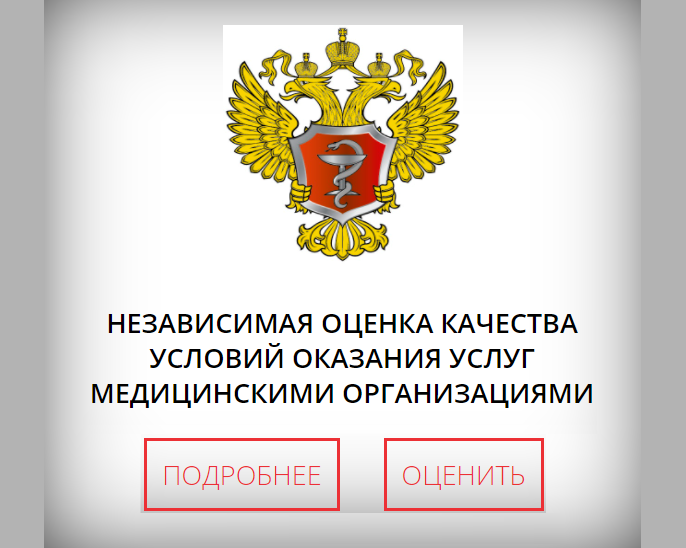 НЕЗАВИСИМАЯ ОЦЕНКА КАЧЕСТВА
УСЛОВИЙ ОКАЗАНИЯ УСЛУГ
МЕДИЦИНСКИМИ ОРГАНИЗАЦИЯМИ
ПОДРОБНЕЕ ОЦЕНИТЬ